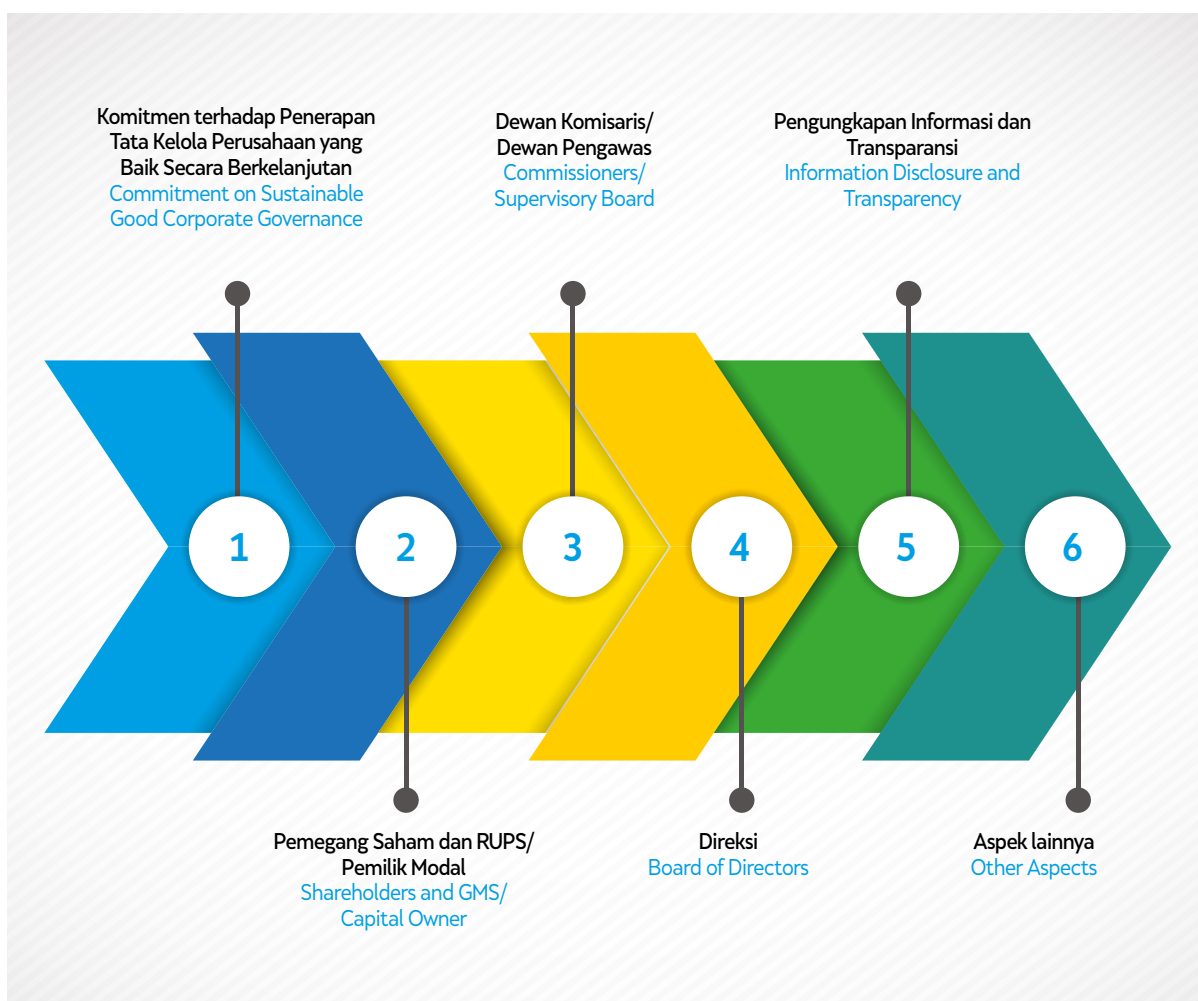 Komitmen terhadap Penerapan
Tata Kelola Perusahaan yang
Baik Secara Berkelanjutan
Commitment on Sustainable
Good Corporate Governance
Dewan Komisaris/
Dewan Pengawas
Commissioners/
Supervisory Board
Pengungkapan Informasi dan
Transparansi
Information Disclosure and
Transparency
1
2
3
4
5
6
Pemegang Saham dan RUPS/
Pemilik Modal
Shareholders and GMS/
Capital Owner
Direksi
Board of Directors
Aspek lainnya
Other Aspects